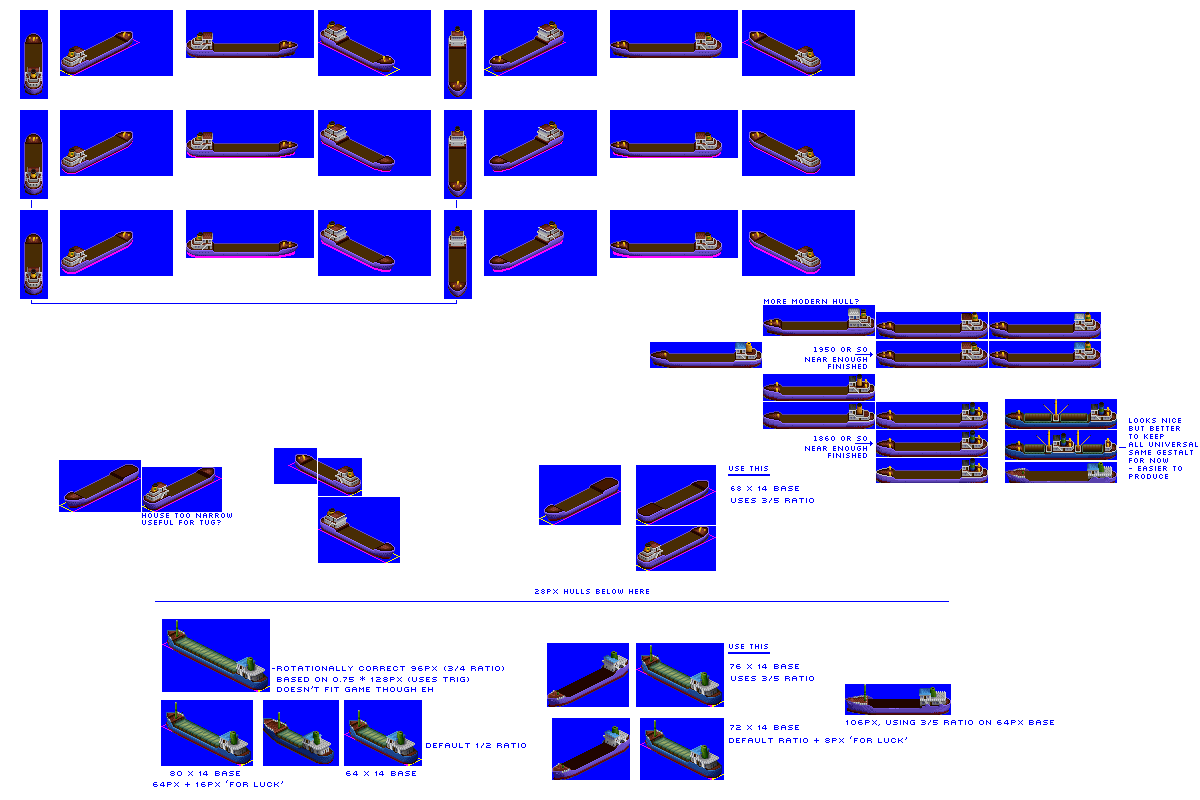 MORE MODERN HULL?
1950 OR SO
NEAR ENOUGH
FINISHED
1860 OR SO
NEAR ENOUGH
FINISHED
LOOKS NICE
BUT BETTER
TO KEEP
ALL UNIVERSAL
SAME GESTALT
FOR NOW
- EASIER TO
PRODUCE
HOUSE TOO NARROW
USEFUL FOR TUG?
USE THIS
68 X 14 BASE
USES 3/5 RATIO
28PX HULLS BELOW HERE
-ROTATIONALLY CORRECT 96PX (3/4 RATIO)
BASED ON 0.75 * 128PX (USES TRIG)
DOESN'T FIT GAME THOUGH EH
USE THIS
76 X 14 BASE
USES 3/5 RATIO
106PX, USING 3/5 RATIO ON 64PX BASE
72 X 14 BASE
DEFAULT RATIO + 8PX 'FOR LUCK'
DEFAULT 1/2 RATIO
80 X 14 BASE
64PX + 16PX 'FOR LUCK'
64 X 14 BASE